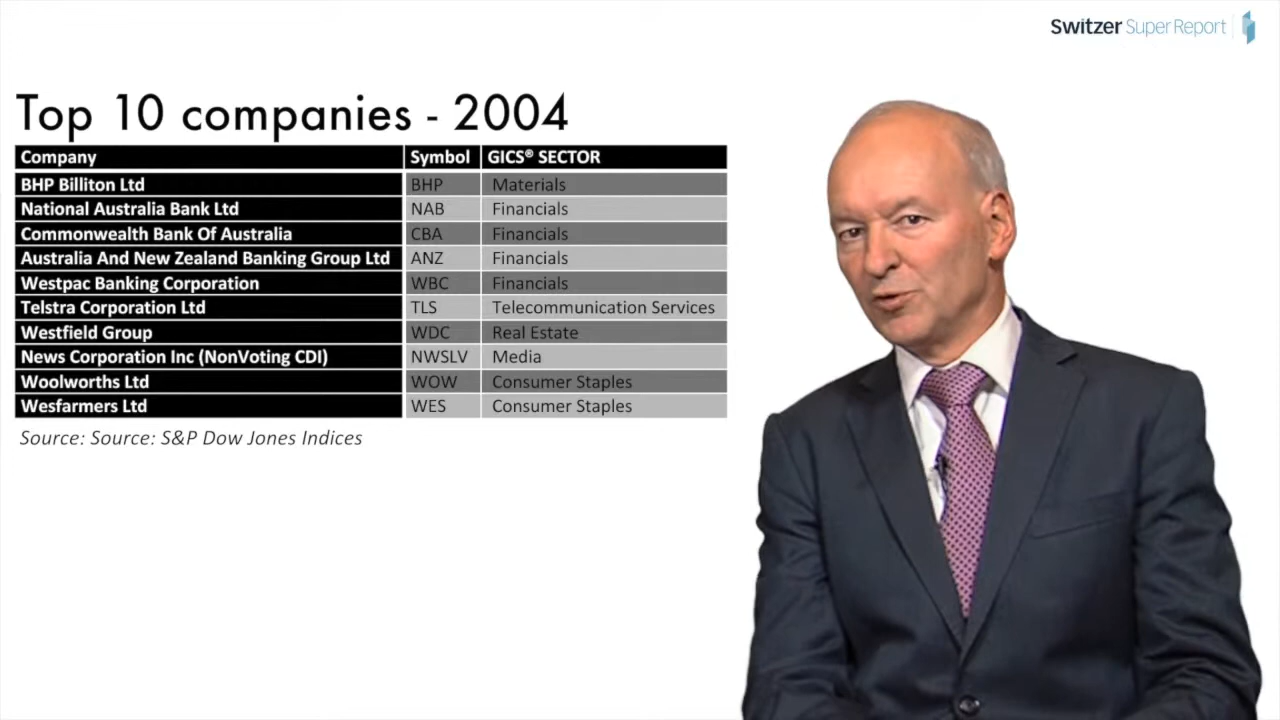 Switzer Super Report
Top 10 companies - 2004
Company Symbol GICS® SECTOR
BHP Billiton Ltd BHP Materials
National Australia Bank Ltd NAB Financials
Commonwealth Bank Of Australia CBA Financials
Australia And New Zealand Banking Group Ltd ANZ Financials
Westpac Banking Corporation WBC Financials
Telstra Corporation Ltd TLS Telecommunication Services
Westfield Group WDC Real Estate
News Corporation Inc (NonVoting CDI) NWSLV Media
Woolworths Ltd WOW Consumer Staples
Wesfarmers Ltd WES Consumer Staples
Source: Source: S&P Dow Jones Indices